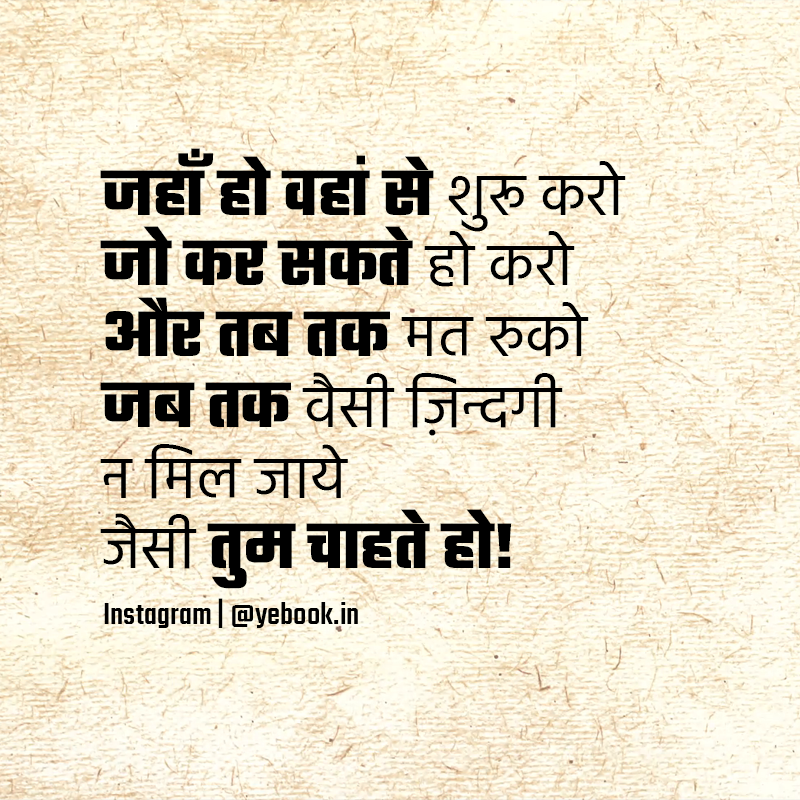 जहाँ हो वहां से शुरू करो
जो कर सकते हो करो
और तब तक मत रुको
जब तक वैसी ज़िन्दगी
न मिल जाये
जैसी तुम चाहते हो!
Instagram | @yebook.in